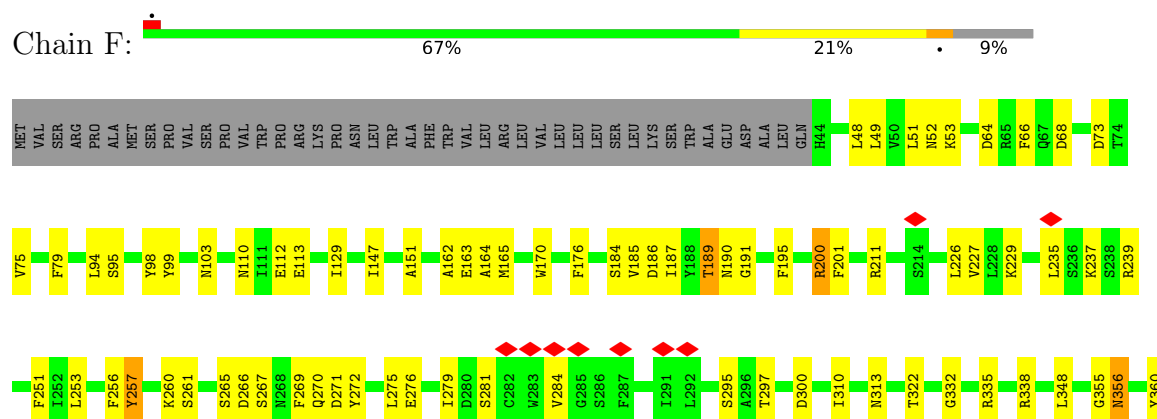 Chain F:
67% 21% • 9%
MET VAL SER ARG PRO ALA MET SER PRO VAL SER PRO VAL TRP PRO ARG LYS PRO ASN LEU TRP ALA PHE TRP VAL LEU ARG LEU VAL LEU LEU LEU SER LEU LYS SER TRP ALA GLU ASP ALA LEU GLN H44 L48 L49 V50 L51 N52 K53 D64 R65 F66 Q67 D68 D73 T74
V75 F79 L94 S95 Y98 Y99 N103 N110 I111 E112 E113 I129 I147 A151 A162 E163 A164 M165 W170 F176 S184 V185 D186 I187 Y188 T189 N190 G191 F195 R200 F201 R211 S214 L226 V227 L228 K229 L235 S236 K237 S238 R239
F251 I252 L253 F256 Y257 K260 S261 S265 D266 S267 N268 F269 Q270 D271 Y272 L275 E276 I279 D280 S281 C282 W283 V284 G285 S286 F287 I291 L292 S295 A296 T297 D300 I310 N313 T322 G332 R335 R338 L348 G355 N356 Y360